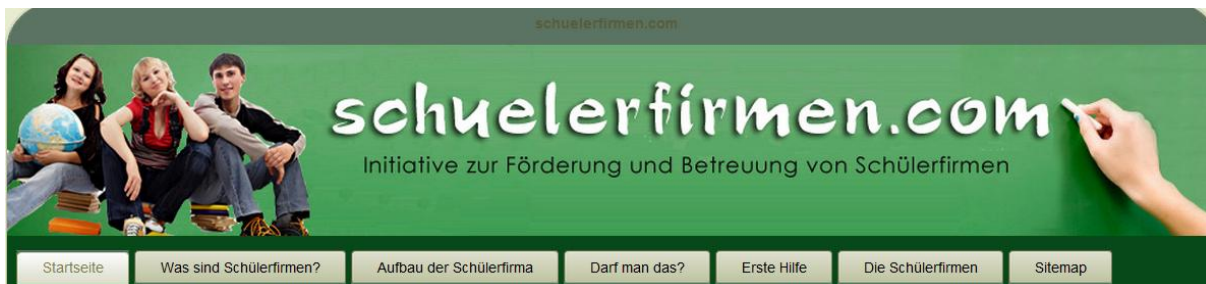 schuelerfirmen.com
schuelerfirmen.com
Initiative zur Förderung und Betreuung von Schülerfirmen
Startseite Was sind Schülerfirmen? Aufbau der Schülerfirma Darf man das? Erste Hilfe Die Schülerfirmen Sitemap